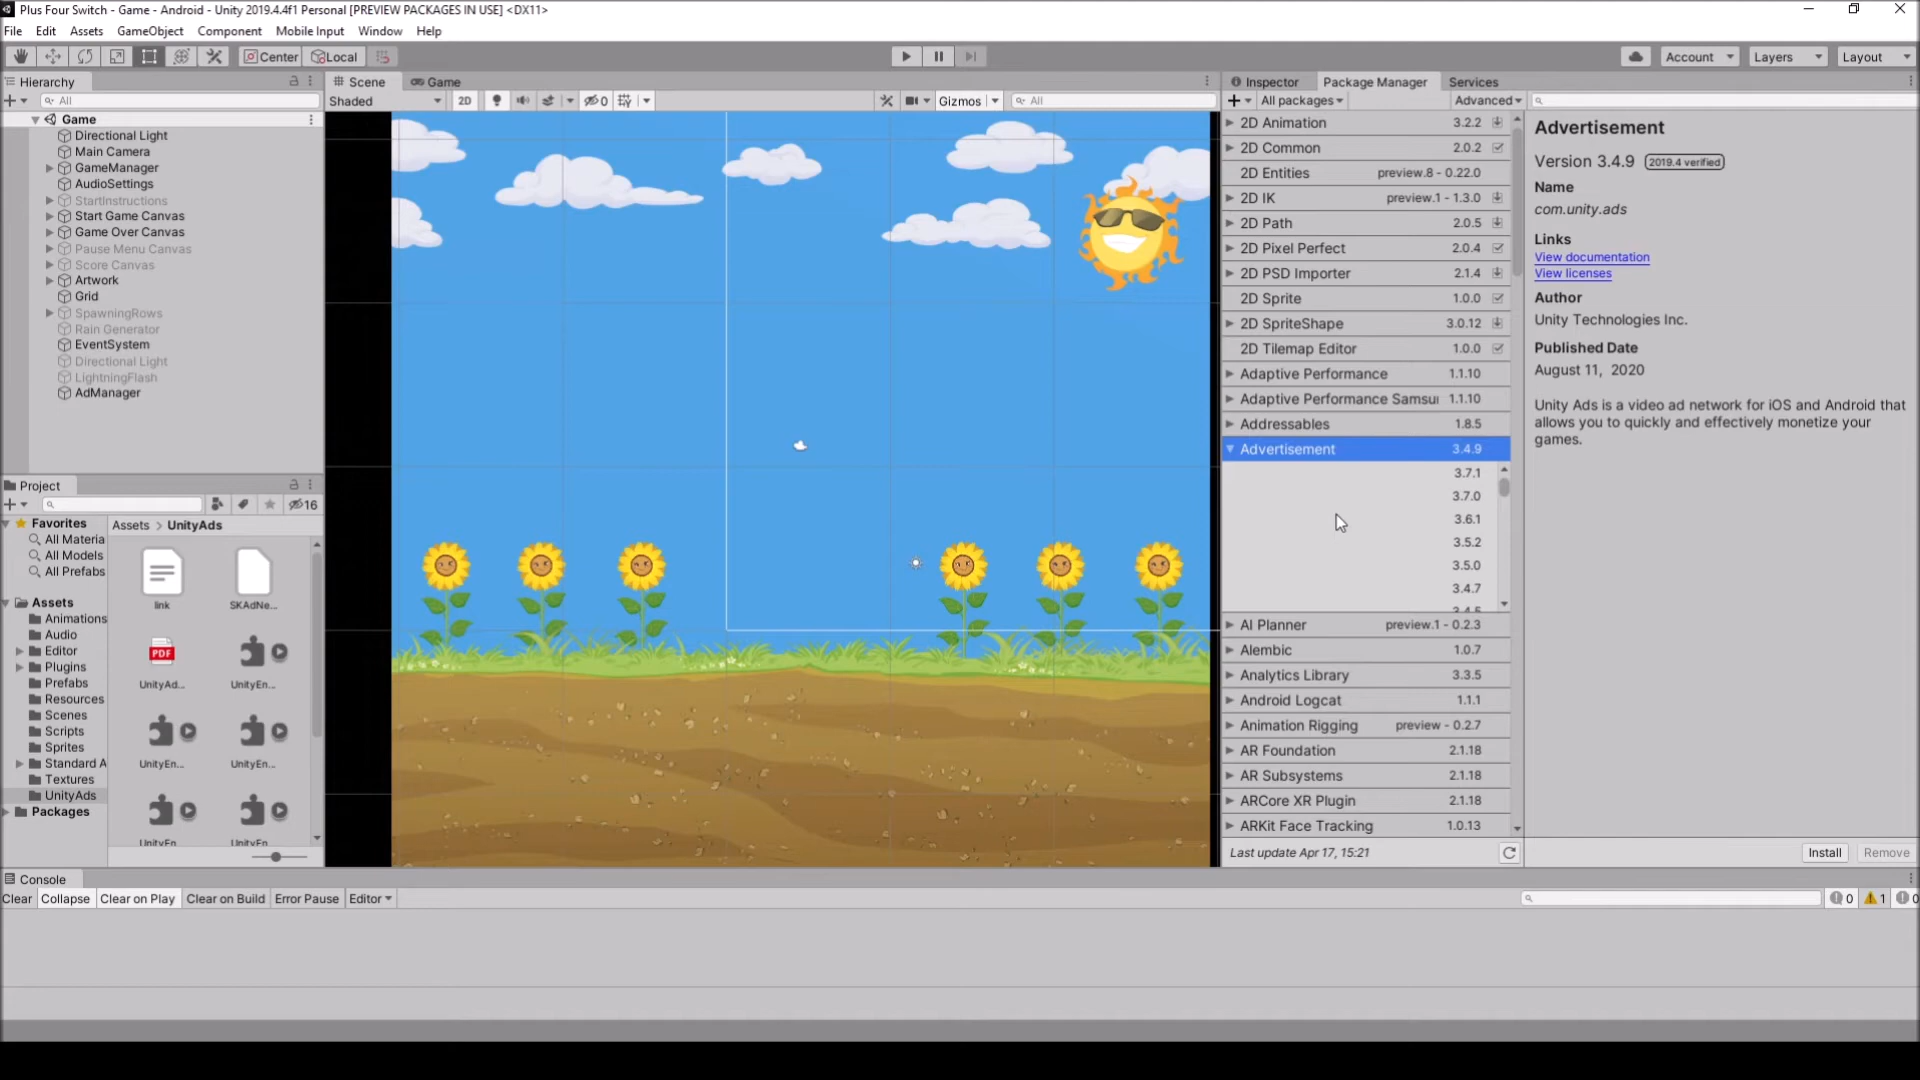 Plus Four Switch - Game - Android - Unity 2019.4.4f1 Personal [PREVIEW PACKAGES IN USE] <DX11>
File Edit Assets GameObject Component Mobile Input Window Help
Center Local Account Layers Layout
Hierarchy
All
Game
Directional Light
Main Camera
GameManager
AudioSettings
StartInstructions
Start Game Canvas
Game Over Canvas
Pause Menu Canvas
Score Canvas
Artwork
Grid
SpawningRows
Rain Generator
EventSystem
Directional Light
LightningFlash
AdManager
Scene Game
Shaded 2D 0 Gizmos All
Project
16
Favorites
All Materia
All Models
All Prefabs
Assets
Animations
Audio
Editor
Plugins
Prefabs
Resources
Scenes
Scripts
Sprites
Standard A
Textures
UnityAds
Packages
Assets > UnityAds
link SKAdNe...
PDF
UnityAd... UnityEn...
UnityEn... UnityEn...
UnityEn UnityEn
Inspector Package Manager Services
All packages Advanced
2D Animation 3.2.2
2D Common 2.0.2
2D Entities preview.8 - 0.22.0
2D IK preview.1 - 1.3.0
2D Path 2.0.5
2D Pixel Perfect 2.0.4
2D PSD Importer 2.1.4
2D Sprite 1.0.0
2D SpriteShape 3.0.12
2D Tilemap Editor 1.0.0
Adaptive Performance 1.1.10
Adaptive Performance Samsu 1.1.10
Addressables 1.8.5
Advertisement 3.4.9
3.7.1
3.7.0
3.6.1
3.5.2
3.5.0
3.4.7
3.4.5
AI Planner preview.1 - 0.2.3
Alembic 1.0.7
Analytics Library 3.3.5
Android Logcat 1.1.1
Animation Rigging preview - 0.2.7
AR Foundation 2.1.18
AR Subsystems 2.1.18
ARCore XR Plugin 2.1.18
ARKit Face Tracking 1.0.13
Last update Apr 17, 15:21
Advertisement
Version 3.4.9 2019.4 verified
Name
com.unity.ads
Links
View documentation
View licenses
Author
Unity Technologies Inc.
Published Date
August 11, 2020
Unity Ads is a video ad network for iOS and Android that
allows you to quickly and effectively monetize your
games.
Install Remove
Console
Clear Collapse Clear on Play Clear on Build Error Pause Editor 0 1 0